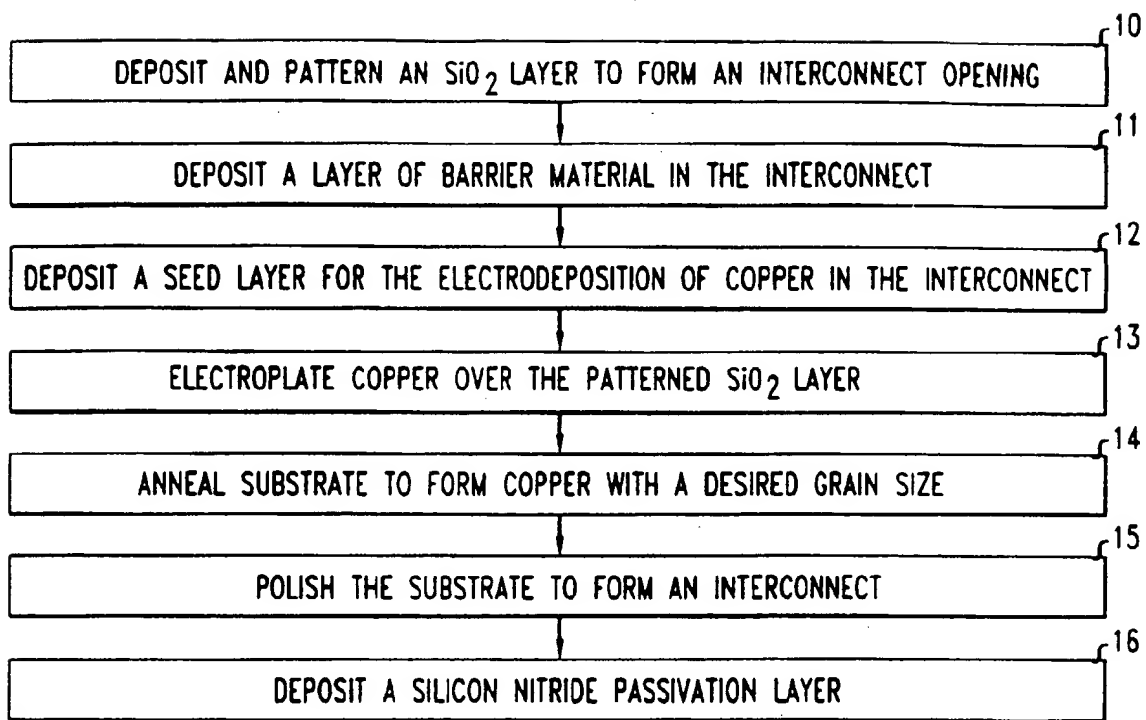 10
DEPOSIT AND PATTERN AN SiO2 LAYER TO FORM AN INTERCONNECT OPENING
11
DEPOSIT A LAYER OF BARRIER MATERIAL IN THE INTERCONNECT
12
DEPOSIT A SEED LAYER FOR THE ELECTRODEPOSITION OF COPPER IN THE INTERCONNECT
13
ELECTROPLATE COPPER OVER THE PATTERNED SiO2 LAYER
14
ANNEAL SUBSTRATE TO FORM COPPER WITH A DESIRED GRAIN SIZE
15
POLISH THE SUBSTRATE TO FORM AN INTERCONNECT
16
DEPOSIT A SILICON NITRIDE PASSIVATION LAYER